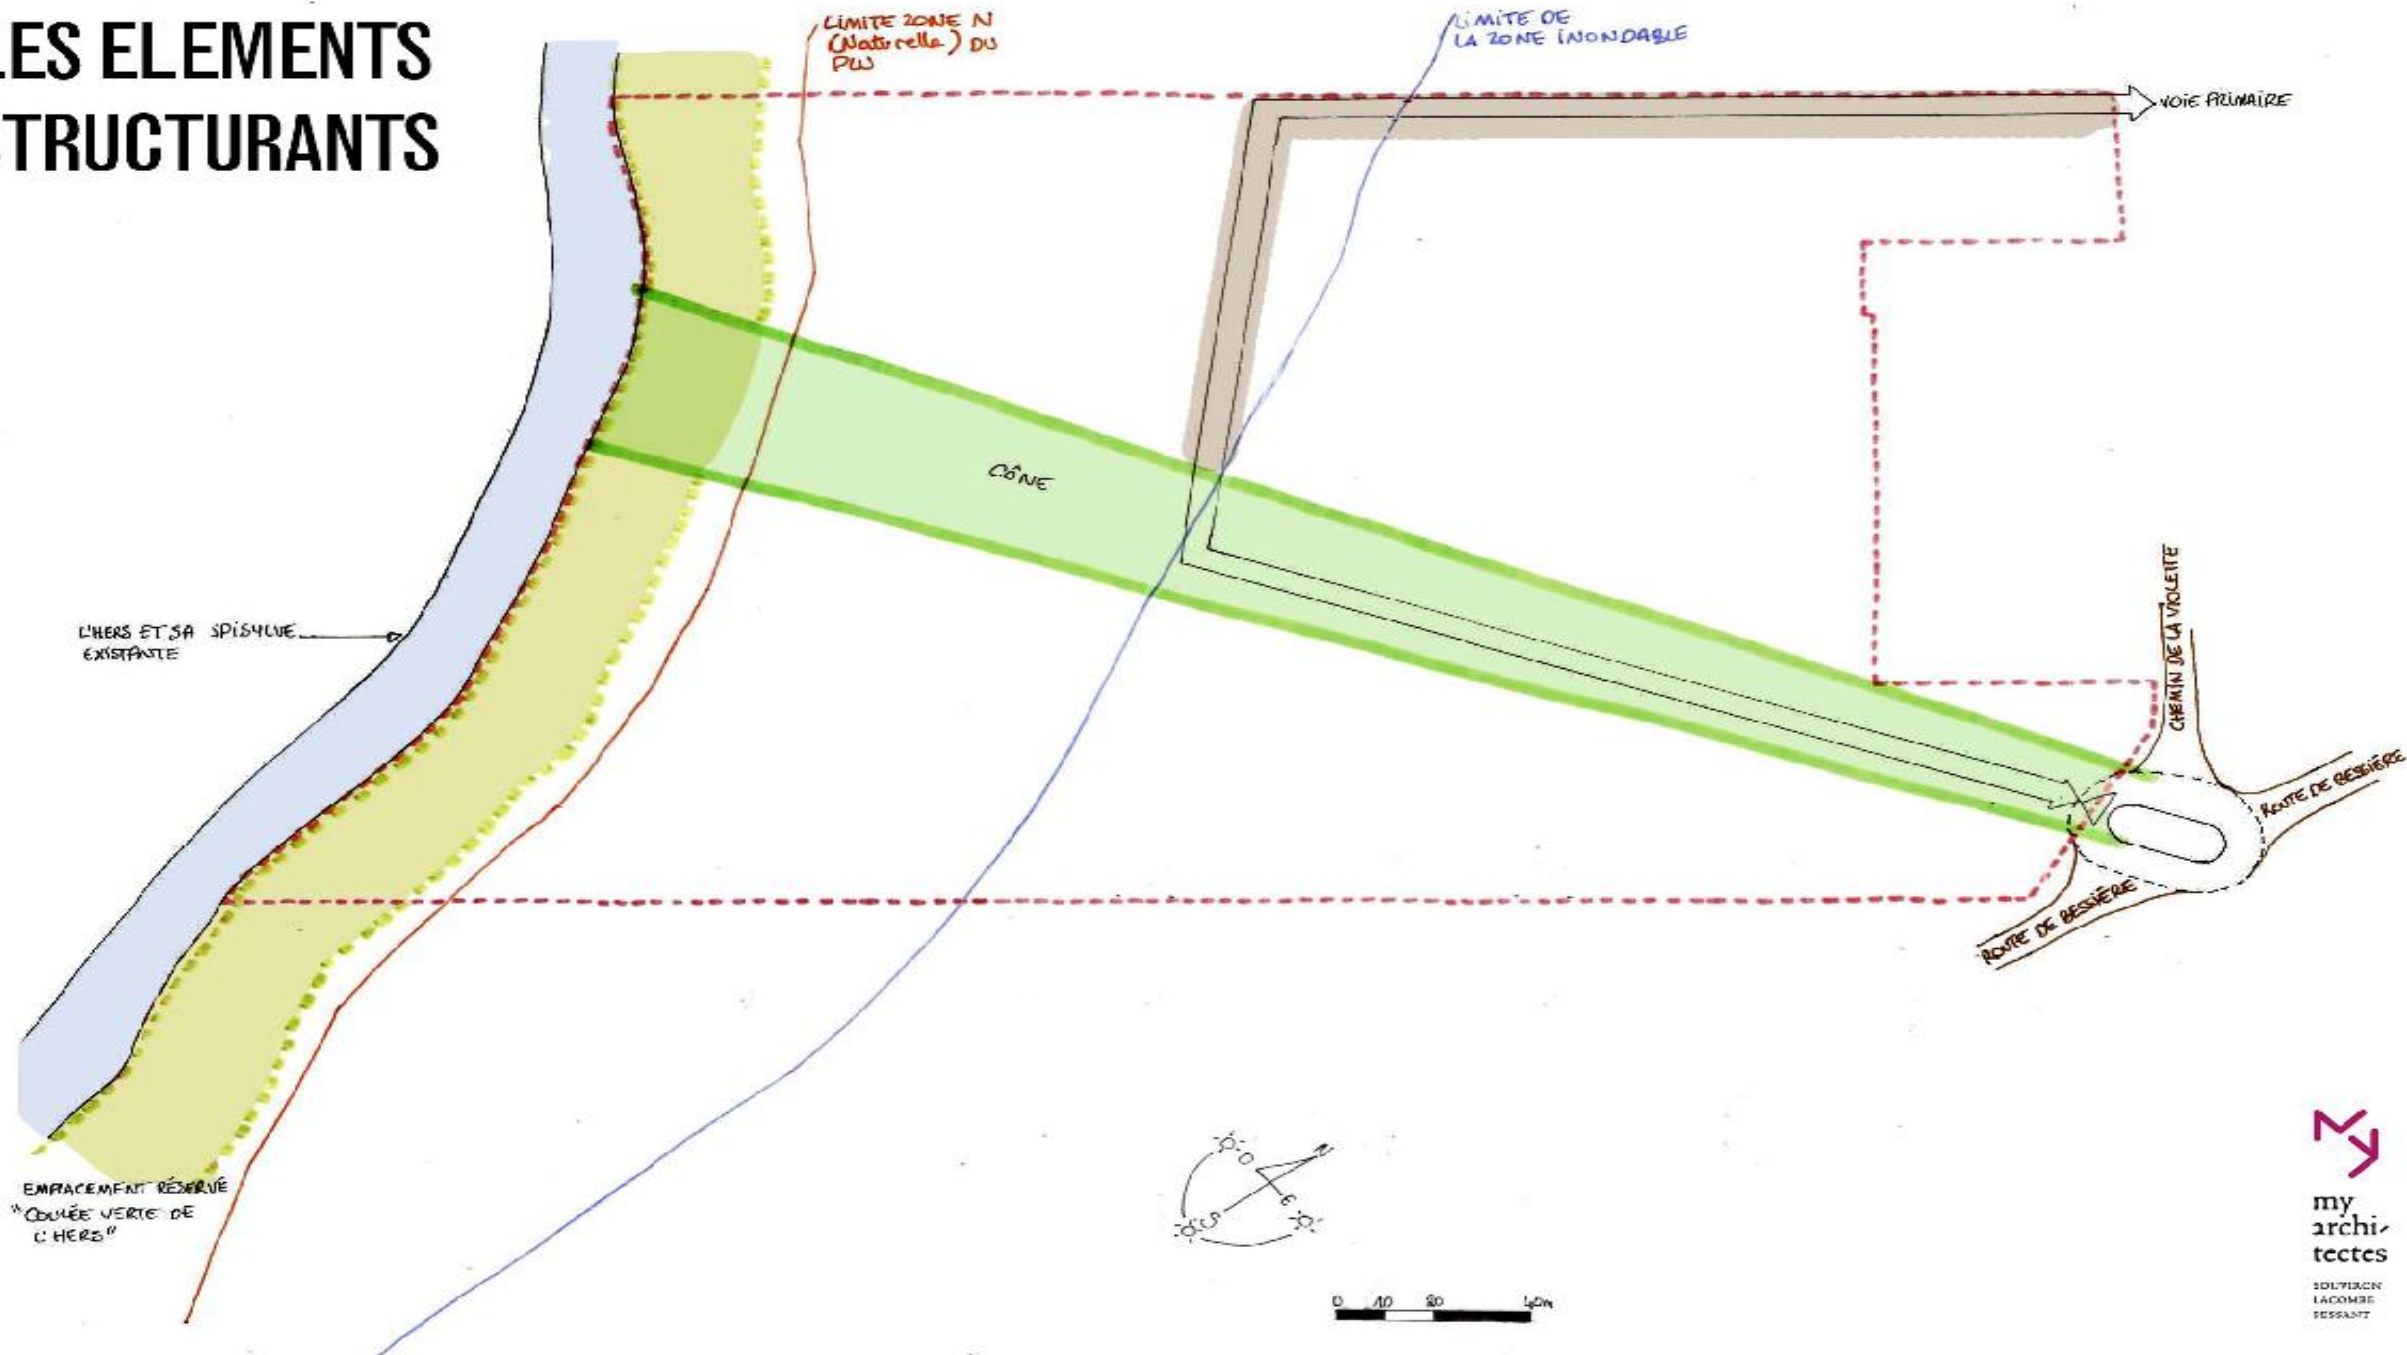 LES ELEMENTS
STRUCTURANTS
LIMITE ZONE N
(Naturelle) DU
PLU
LIMITE DE
LA ZONE INONDABLE
VOIE PRIMAIRE
CÔNE
L'HERS ET SA SPISYLVE
EXISTANTE
CHEMIN DE LA VIOLETTE
ROUTE DE BESSIÈRE
ROUTE DE BESSIÈRE
EMPLACEMENT RÉSERVÉ
"COULÉE VERTE DE
L'HERS"
O
N
S
E
0 10 20 40m
my
archi-
tectes
SOUVIRON
LACOMBE